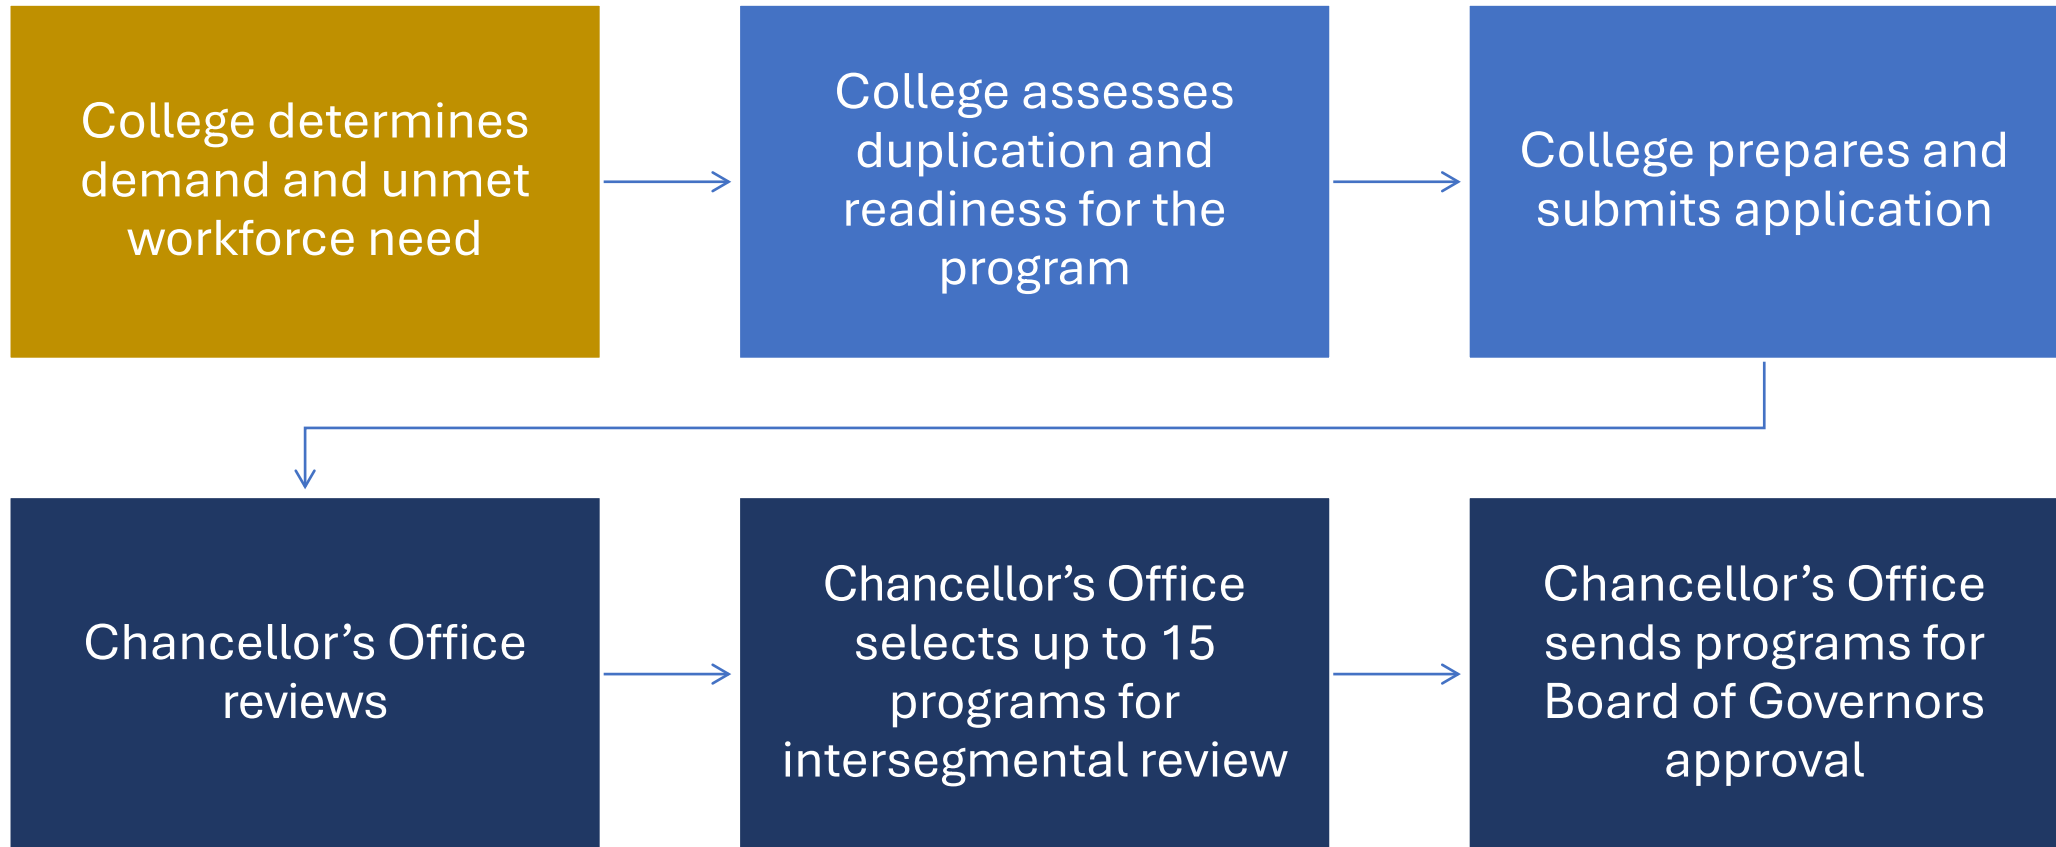 College determines
demand and unmet
workforce need
College assesses
duplication and
readiness for the
program
College prepares and
submits application
Chancellor’s Office
reviews
Chancellor’s Office
selects up to 15
programs for
intersegmental review
Chancellor’s Office
sends programs for
Board of Governors
approval